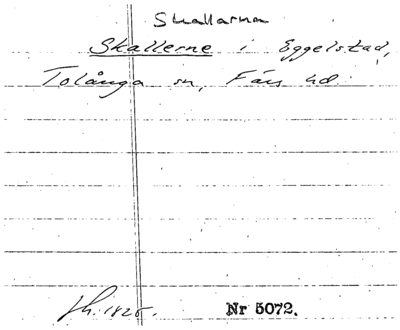 Skallarna
Skallerne i Eggelstad,
Tolånga sn, Färs hd.
Nr 5072.